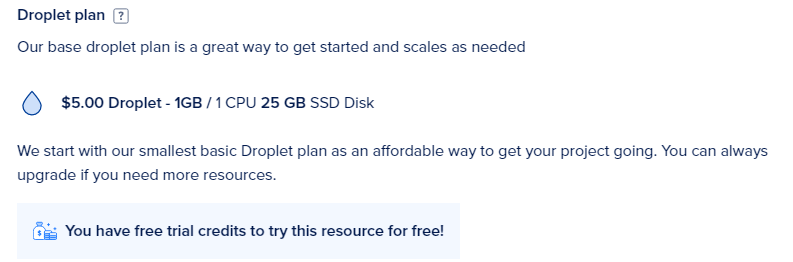 Droplet plan ?
Our base droplet plan is a great way to get started and scales as needed
$5.00 Droplet - 1GB / 1 CPU 25 GB SSD Disk
We start with our smallest basic Droplet plan as an affordable way to get your project going. You can always
upgrade if you need more resources.
$ You have free trial credits to try this resource for free!